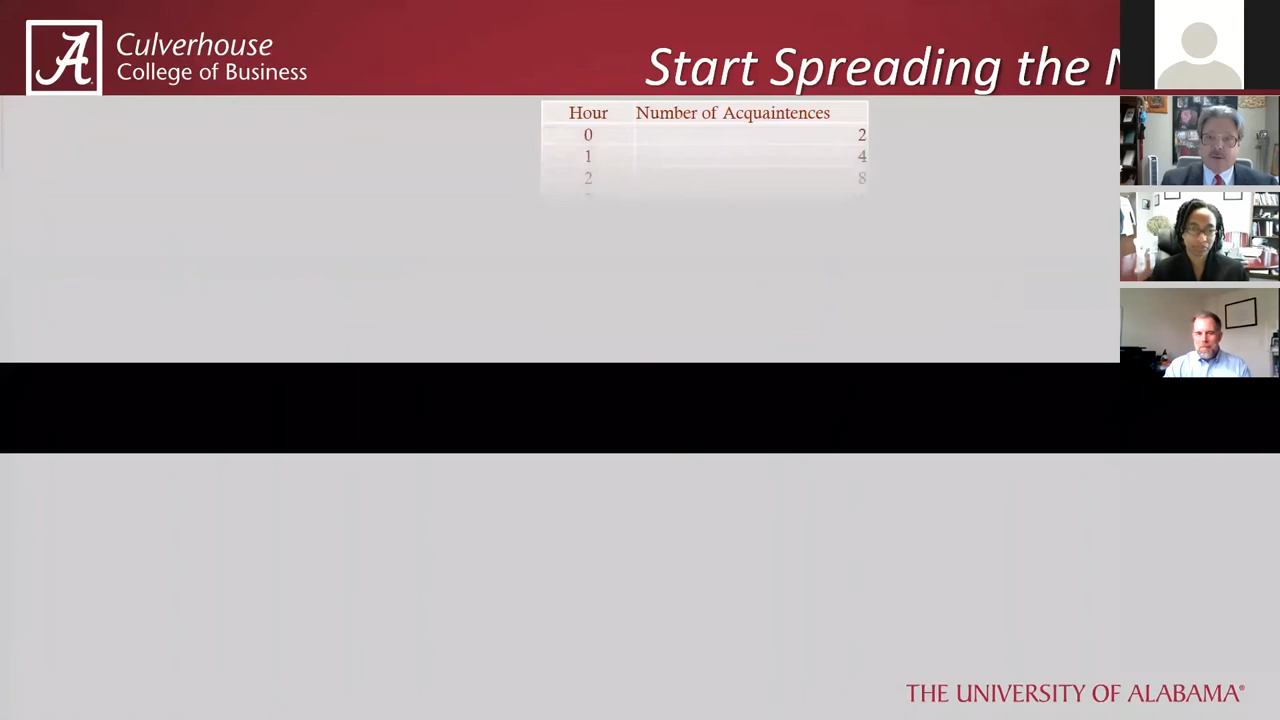 Culverhouse
College of Business
Start Spreading the
Hour Number of Acquaintences
0 2
1 4
2 8
THE UNIVERSITY OF ALABAMA®